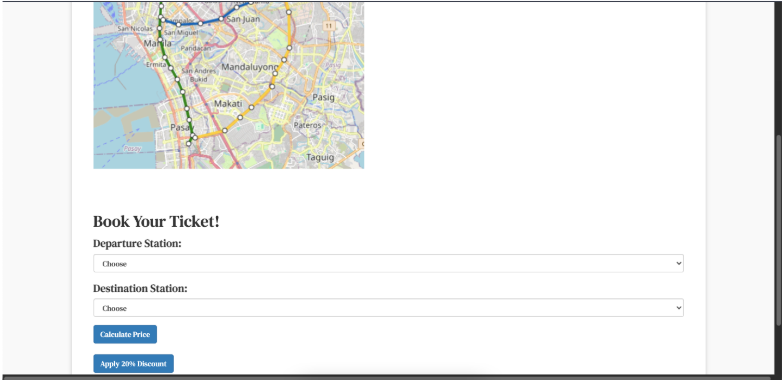 San Juan
San Nicolas
San Miguel
Manila
Pandacan
11
Ermita
San Andres
Bukid
Mandaluyong
Makati
Pasig
Pasay
Pateros
Taguig
Book Your Ticket!
Departure Station:
Choose
Destination Station:
Choose
Calculate Price
Apply 20% Discount